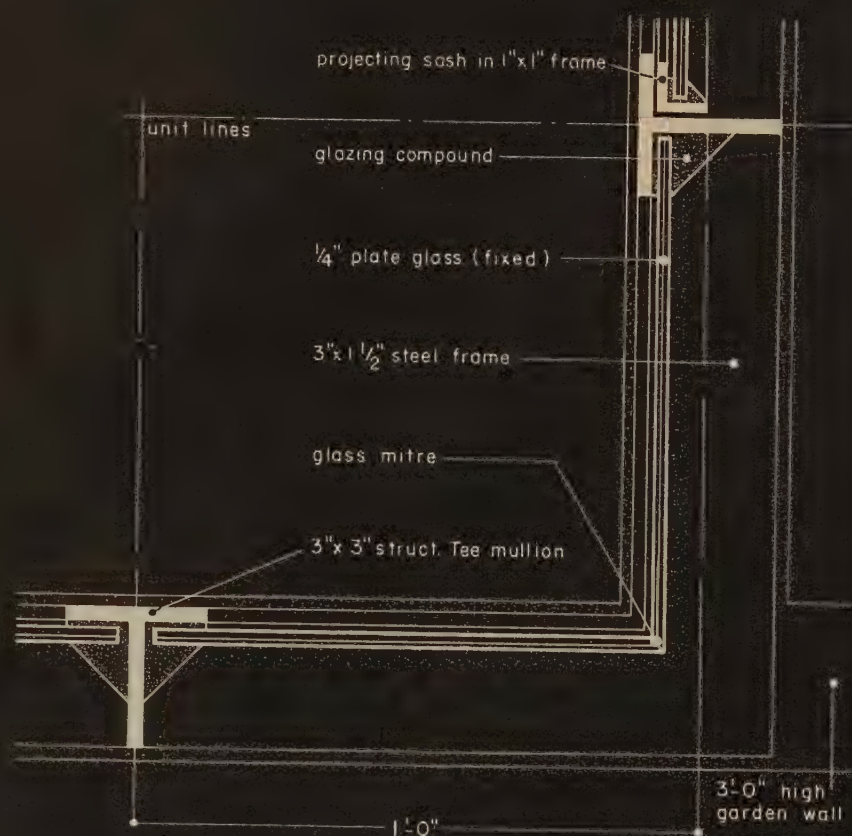 projecting sash in 1"x1" frame
unit lines
glazing compound
1/4" plate glass (fixed)
3"x1 1/2" steel frame
glass mitre
3"x 3" struct. Tee mullion
3'-0" high
garden wall
1'-0"